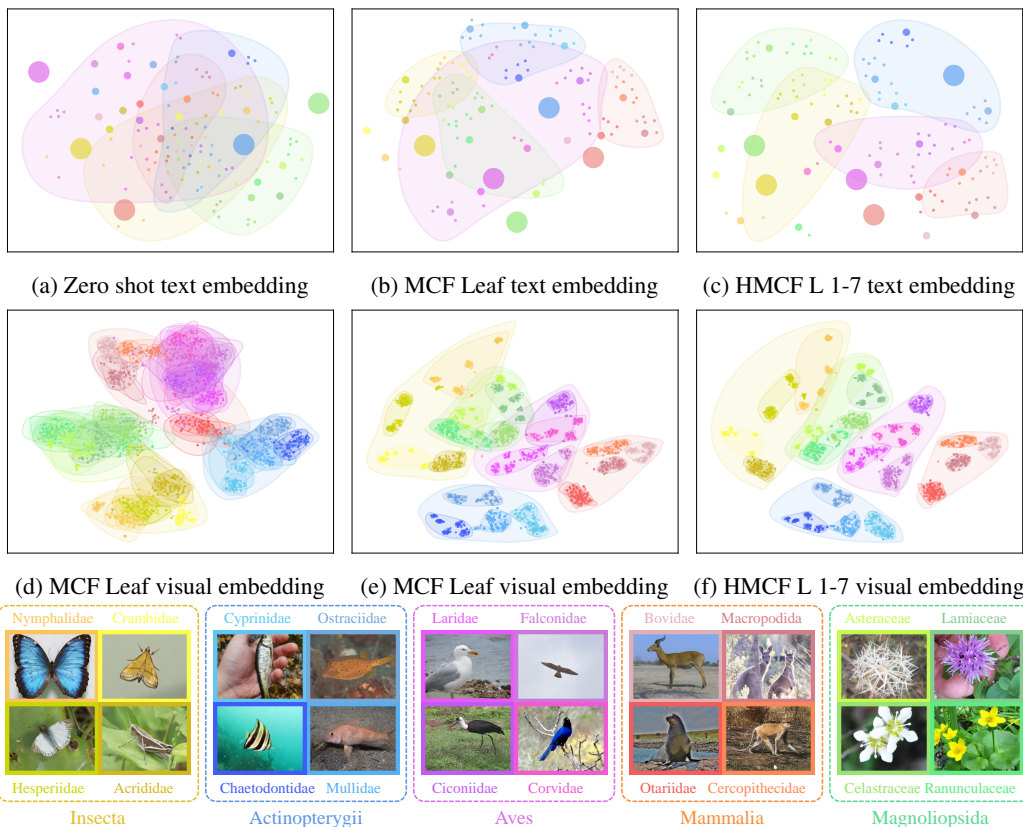 (a) Zero shot text embedding (b) MCF Leaf text embedding (c) HMCF L 1-7 text embedding
(d) MCF Leaf visual embedding (e) MCF Leaf visual embedding (f) HMCF L 1-7 visual embedding
Nymphalidae Crambidae Cyprinidae Ostraciidae Laridae Falconidae Bovidae Macropodida Asteraceae Lamiaceae
Hesperiidae Acrididae Chaetodontidae Mullidae Ciconiidae Corvidae Otariidae Cercopithecidae Celastraceae Ranunculaceae
Insecta Actinopterygii Aves Mammalia Magnoliopsida